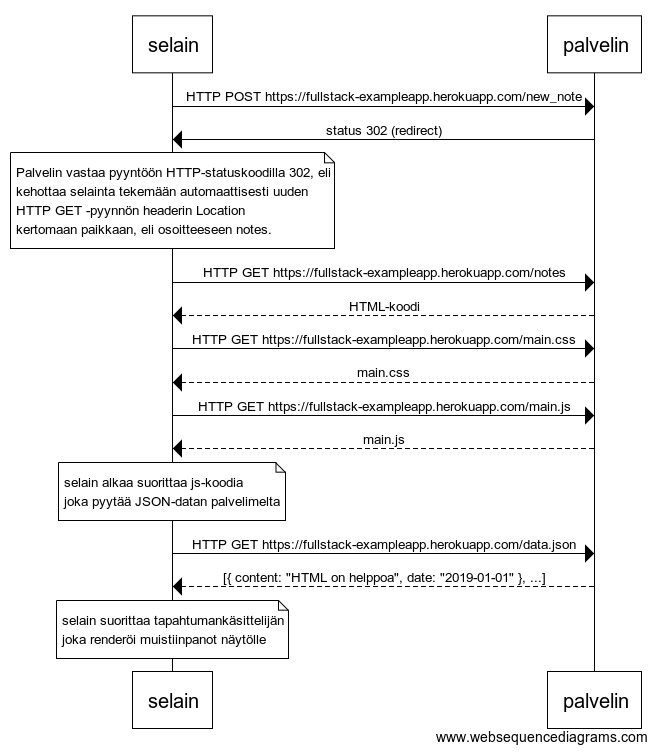 selain
palvelin
HTTP POST https://fullstack-exampleapp.herokuapp.com/new_note
status 302 (redirect)
Palvelin vastaa pyyntöön HTTP-statuskoodilla 302, eli
kehottaa selainta tekemään automaattisesti uuden
HTTP GET -pyynnön headerin Location
kertomaan paikkaan, eli osoitteeseen notes.
HTTP GET https://fullstack-exampleapp.herokuapp.com/notes
HTML-koodi
HTTP GET https://fullstack-exampleapp.herokuapp.com/main.css
main.css
HTTP GET https://fullstack-exampleapp.herokuapp.com/main.js
main.js
selain alkaa suorittaa js-koodia
joka pyytää JSON-datan palvelimelta
HTTP GET https://fullstack-exampleapp.herokuapp.com/data.json
[{ content: "HTML on helppoa", date: "2019-01-01" }, ...]
selain suorittaa tapahtumankäsittelijän
joka renderöi muistiinpanot näytölle
selain
palvelin
www.websequencediagrams.com